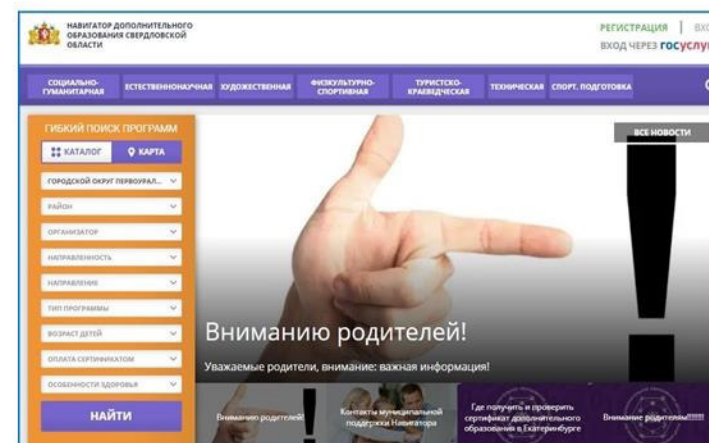 НАВИГАТОР ДОПОЛНИТЕЛЬНОГО
ОБРАЗОВАНИЯ СВЕРДЛОВСКОЙ
ОБЛАСТИ
РЕГИСТРАЦИЯ
ВХОД ЧЕРЕЗ госуслу
СОЦИАЛЬНО-
ГУМАНИТАРНАЯ
ЕСТЕСТВЕННОНАУЧНАЯ
ХУДОЖЕСТВЕННАЯ
ФИЗКУЛЬТУРНО-
СПОРТИВНАЯ
ТУРИСТСКО-
КРАЕВЕДЧЕСКАЯ
ТЕХНИЧЕСКАЯ
СПОРТ. ПОДГОТОВКА
ГИБКИЙ ПОИСК ПРОГРАММ
КАТАЛОГ
КАРТА
ГОРОДСКОЙ ОКРУГ ПЕРВОУРАЛ...
РАЙОН
ОРГАНИЗАТОР
НАПРАВЛЕННОСТЬ
НАПРАВЛЕНИЕ
ТИП ПРОГРАММЫ
ВОЗРАСТ ДЕТЕЙ
ОПЛАТА СЕРТИФИКАТОМ
ОСОБЕННОСТИ ЗДОРОВЬЯ
НАЙТИ
ВСЕ НОВОСТИ
Вниманию родителей!
Уважаемые родители, внимание: важная информация!
Вниманию родителей!
Контакты муниципальной
поддержки Навигатора
Где получить и проверить
сертификат дополнительного
образования в Екатеринбурге
Внимание родителям!!!!!!!